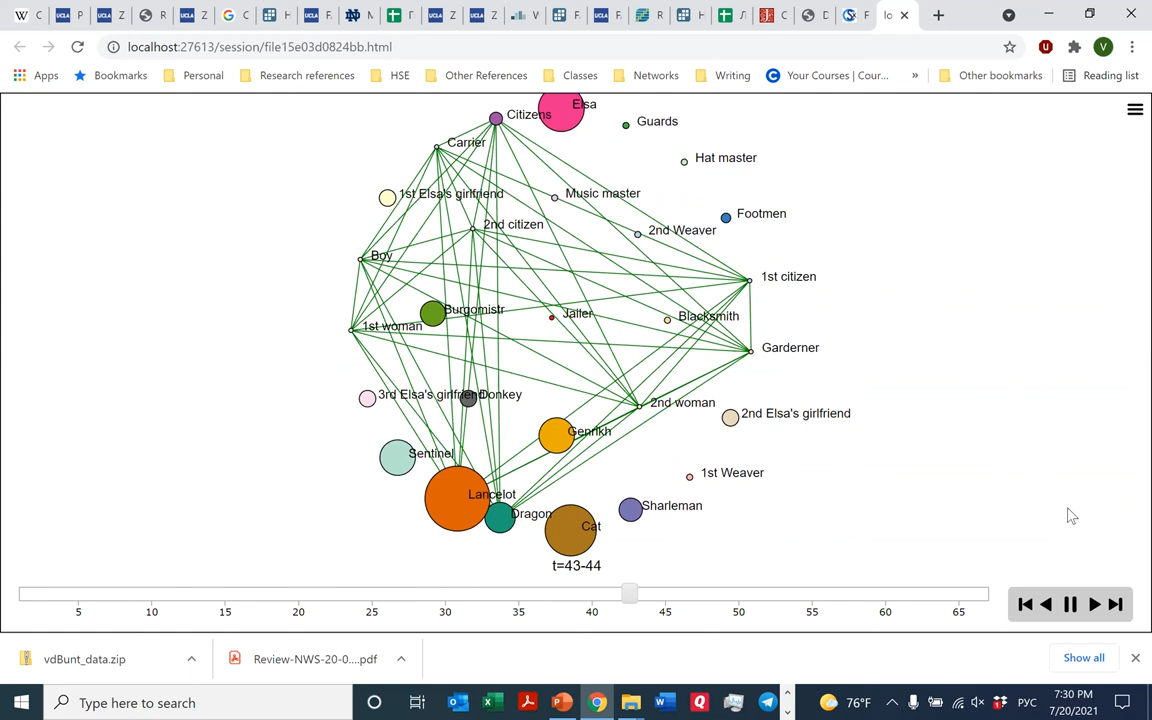 C P Z R Z C H F M Г Z Z V F F R H Л C D F lo
localhost:27613/session/file15e03d0824bb.html
V
Apps Bookmarks Personal Research references HSE Other References Classes Networks Writing Your Courses | Cour... » Other bookmarks Reading list
Elsa
Citizens
Guards
Carrier
Hat master
1st Elsa's girlfriend
Music master
Footmen
2nd citizen
2nd Weaver
Boy
1st citizen
Burgomistr
Jailer
Blacksmith
1st woman
Garderner
3rd Elsa's girlfriend
Donkey
2nd woman
2nd Elsa's girlfriend
Genrikh
Sentinel
1st Weaver
Lancelot
Sharleman
Dragon
Cat
t=43-44
5 10 15 20 25 30 35 40 45 50 55 60 65
vdBunt_data.zip
Review-NWS-20-0....pdf
Show all
Type here to search
76°F
РУС
7:30 PM
7/20/2021